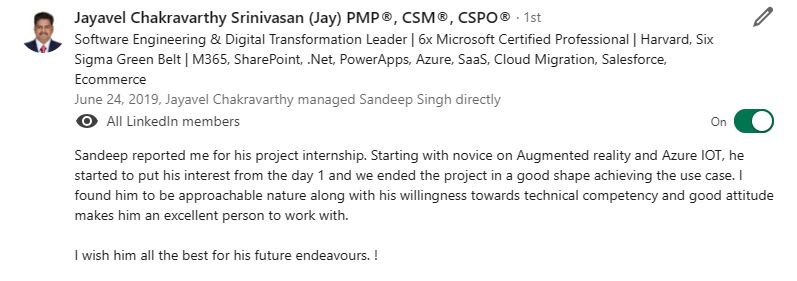 Jayavel Chakravarthy Srinivasan (Jay) PMP®, CSM®, CSPO® · 1st
Software Engineering & Digital Transformation Leader | 6x Microsoft Certified Professional | Harvard, Six
Sigma Green Belt | M365, SharePoint, .Net, PowerApps, Azure, SaaS, Cloud Migration, Salesforce,
Ecommerce
June 24, 2019, Jayavel Chakravarthy managed Sandeep Singh directly
All LinkedIn members
On
Sandeep reported me for his project internship. Starting with novice on Augmented reality and Azure IOT, he
started to put his interest from the day 1 and we ended the project in a good shape achieving the use case. I
found him to be approachable nature along with his willingness towards technical competency and good attitude
makes him an excellent person to work with.
I wish him all the best for his future endeavours. !